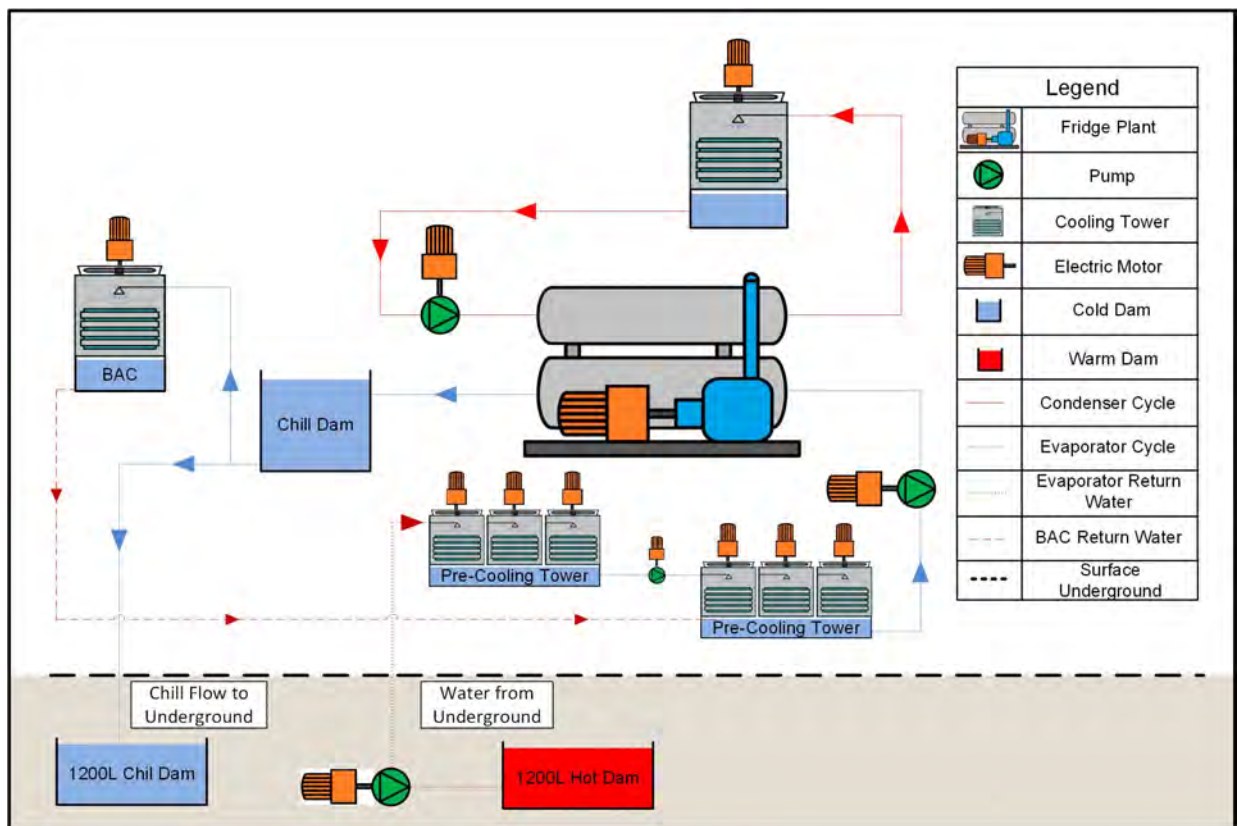 Legend
Fridge Plant
Pump
Cooling Tower
Electric Motor
Cold Dam
Warm Dam
Condenser Cycle
Evaporator Cycle
Evaporator Return
Water
BAC Return Water
Surface
Underground
BAC
Chill Dam
Pre-Cooling Tower
Pre-Cooling Tower
Chill Flow to
Underground
Water from
Underground
1200L Chil Dam
1200L Hot Dam